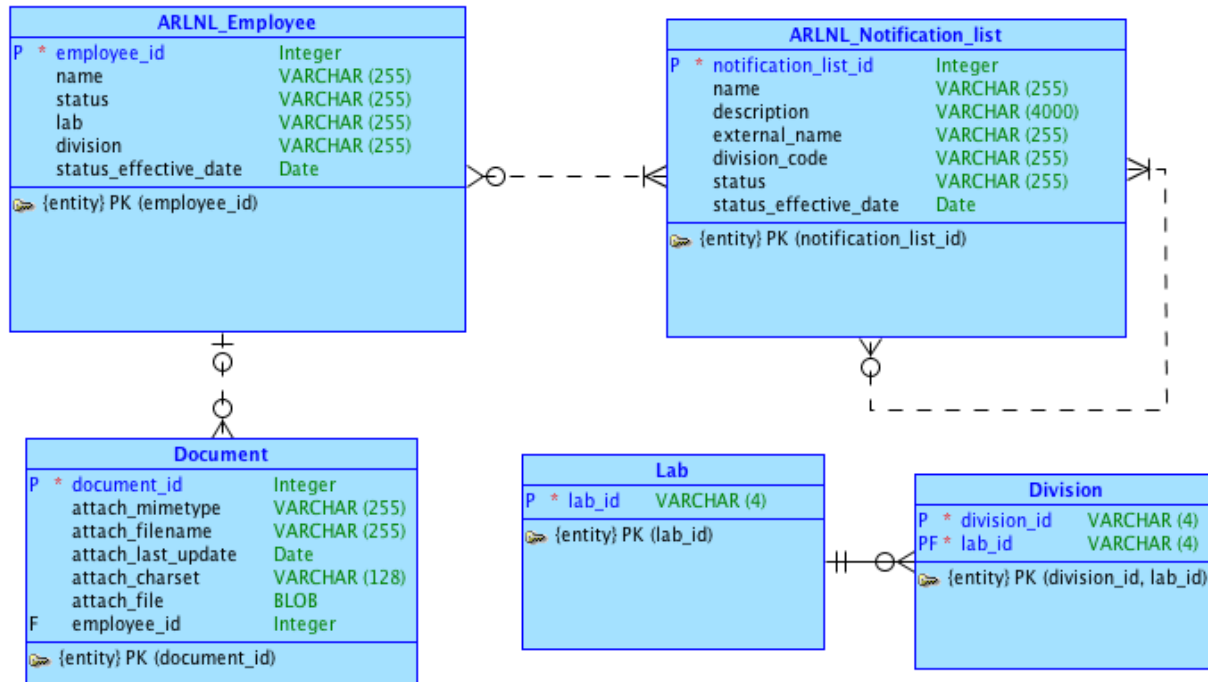 ARLNL_Employee
P * employee_id Integer
name VARCHAR (255)
status VARCHAR (255)
lab VARCHAR (255)
division VARCHAR (255)
status_effective_date Date
{entity} PK (employee_id)
ARLNL_Notification_list
P * notification_list_id Integer
name VARCHAR (255)
description VARCHAR (4000)
external_name VARCHAR (255)
division_code VARCHAR (255)
status VARCHAR (255)
status_effective_date Date
{entity} PK (notification_list_id)
Document
P * document_id Integer
attach_mimetype VARCHAR (255)
attach_filename VARCHAR (255)
attach_last_update Date
attach_charset VARCHAR (128)
attach_file BLOB
F employee_id Integer
{entity} PK (document_id)
Lab
P * lab_id VARCHAR (4)
{entity} PK (lab_id)
Division
P * division_id VARCHAR (4)
PF * lab_id VARCHAR (4)
{entity} PK (division_id, lab_id)